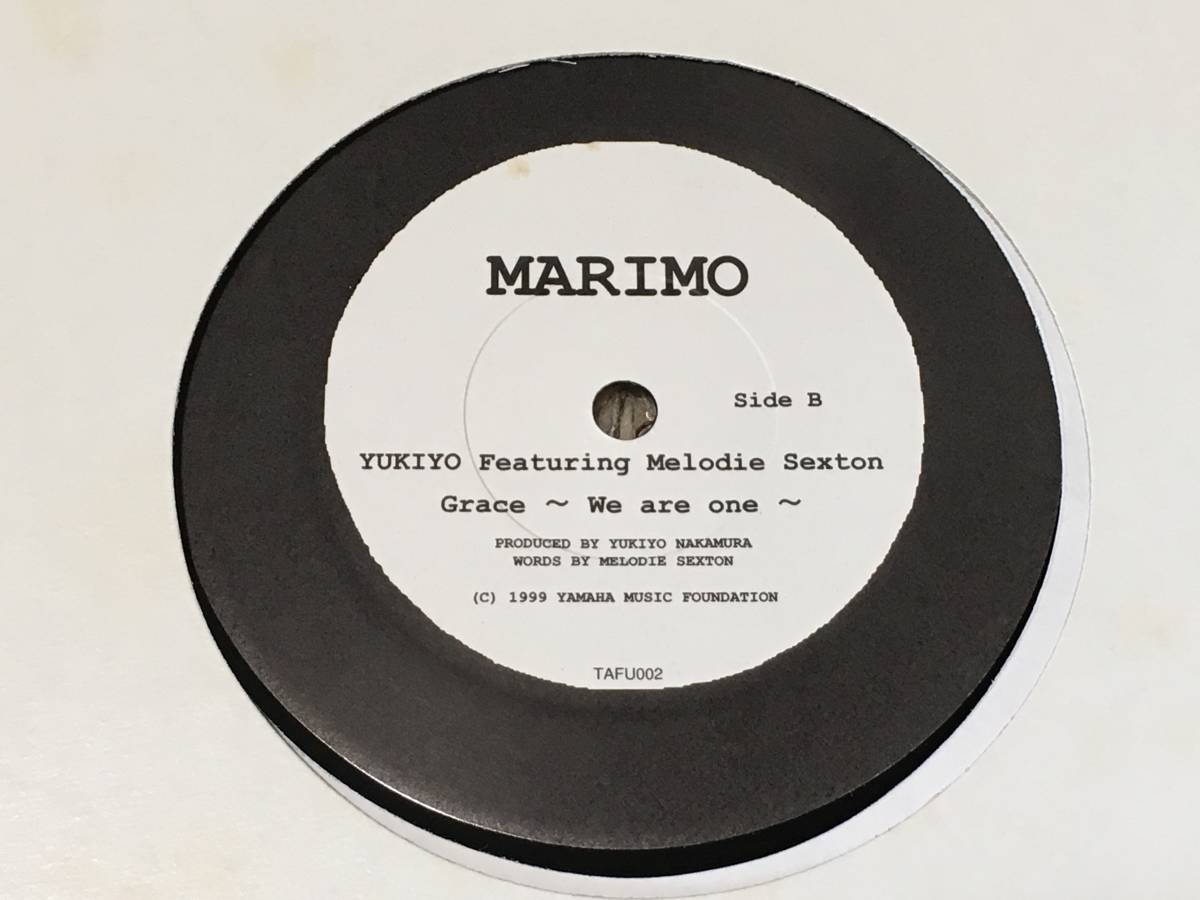 MARIMO
Side B
YUKIYO Featuring Melodie Sexton
Grace ～ We are one ～
PRODUCED BY YUKIYO NAKAMURA
WORDS BY MELODIE SEXTON
(C) 1999 YAMAHA MUSIC FOUNDATION
TAFU002